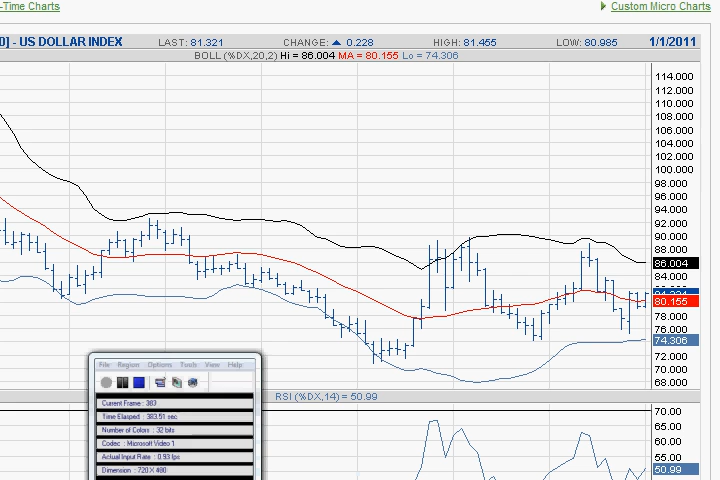 -Time Charts
Custom Micro Charts
0] - US DOLLAR INDEX LAST: 81.321 CHANGE: 0.228 HIGH: 81.455 LOW: 80.985 1/1/2011
BOLL (%DX,20,2) Hi = 86.004 MA = 80.155 Lo = 74.306
114.000
112.000
110.000
108.000
106.000
104.000
102.000
100.000
98.000
96.000
94.000
92.000
90.000
88.000
86.004
84.000
80.155
78.000
76.000
74.306
72.000
70.000
68.000
RSI (%DX,14) = 50.99
70.00
65.00
60.00
55.00
50.99
File Region Options Tools View Help
Current Frame : 383
Time Elasped : 383.51 sec
Number of Colors : 32 bits
Codec : Microsoft Video 1
Actual Input Rate : 0.93 fps
Dimension : 720 X 480